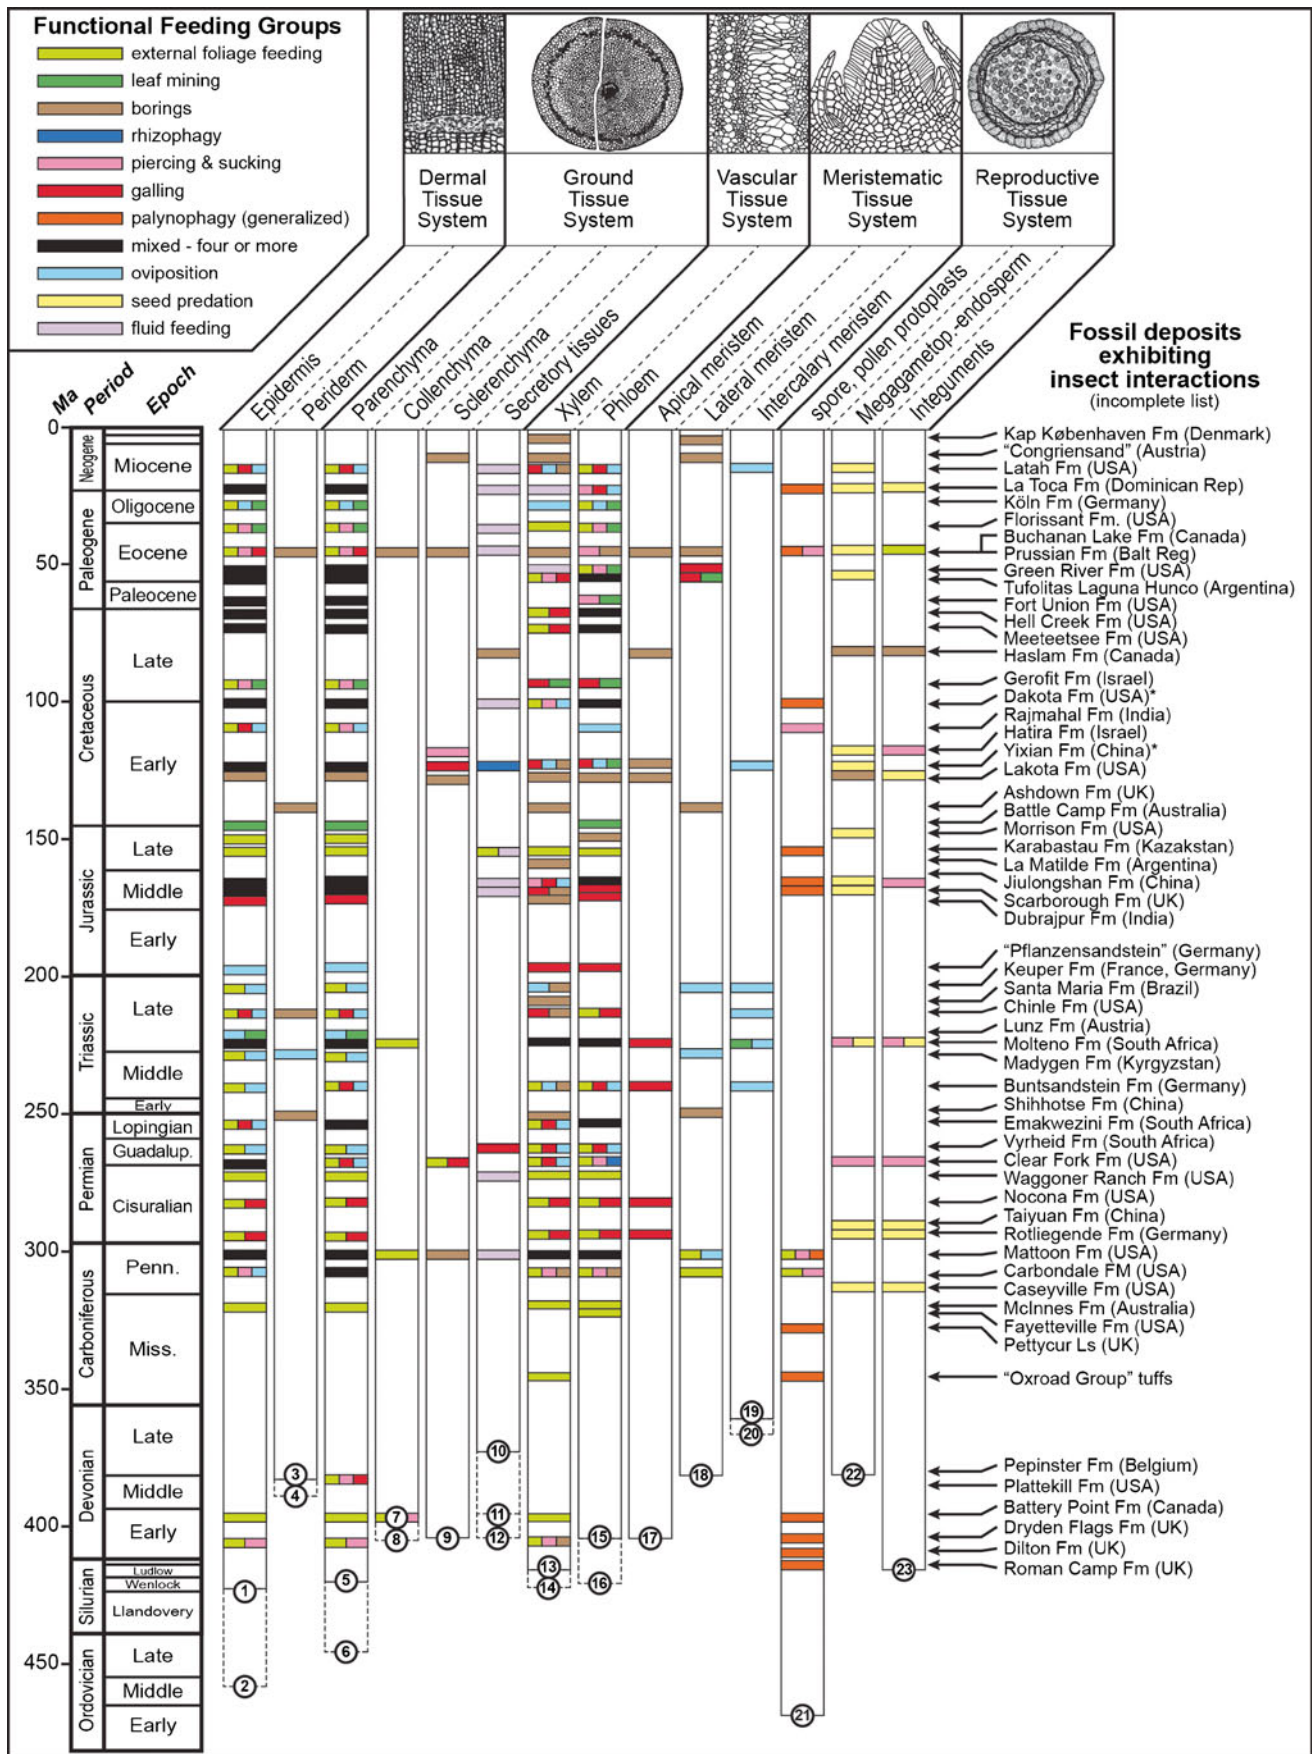 Functional Feeding Groups
external foliage feeding
leaf mining
borings
rhizophagy
piercing & sucking
galling
palynophagy (generalized)
mixed - four or more
oviposition
seed predation
fluid feeding
Dermal
Tissue
System
Ground
Tissue
System
Vascular
Tissue
System
Meristematic
Tissue
System
Reproductive
Tissue
System
Ma
Period
Epoch
Epidermis
Periderm
Parenchyma
Collenchyma
Sclerenchyma
Secretory tissues
Xylem
Phloem
Apical meristem
Lateral meristem
Intercalary meristem
spore, pollen protoplasts
Megagametop.-endosperm
Integuments
Fossil deposits
exhibiting
insect interactions
(incomplete list)
0
50
100
150
200
250
300
350
400
450
Neogene
Paleogene
Cretaceous
Jurassic
Triassic
Permian
Carboniferous
Devonian
Silurian
Ordovician
Miocene
Oligocene
Eocene
Paleocene
Late
Early
Late
Middle
Early
Late
Middle
Early
Lopingian
Guadalup.
Cisuralian
Penn.
Miss.
Late
Middle
Early
Ludlow
Wenlock
Llandovery
Late
Middle
Early
1
2
3
4
5
6
7
8
9
10
11
12
13
14
15
16
17
18
19
20
21
22
23
Kap København Fm (Denmark)
“Congriensand” (Austria)
Latah Fm (USA)
La Toca Fm (Dominican Rep)
Köln Fm (Germany)
Florissant Fm. (USA)
Buchanan Lake Fm (Canada)
Prussian Fm (Balt Reg)
Green River Fm (USA)
Tufolitas Laguna Hunco (Argentina)
Fort Union Fm (USA)
Hell Creek Fm (USA)
Meeteetsee Fm (USA)
Haslam Fm (Canada)
Gerofit Fm (Israel)
Dakota Fm (USA)*
Rajmahal Fm (India)
Hatira Fm (Israel)
Yixian Fm (China)*
Lakota Fm (USA)
Ashdown Fm (UK)
Battle Camp Fm (Australia)
Morrison Fm (USA)
Karabastau Fm (Kazakstan)
La Matilde Fm (Argentina)
Jiulongshan Fm (China)
Scarborough Fm (UK)
Dubrajpur Fm (India)
“Pflanzensandstein” (Germany)
Keuper Fm (France, Germany)
Santa Maria Fm (Brazil)
Chinle Fm (USA)
Lunz Fm (Austria)
Molteno Fm (South Africa)
Madygen Fm (Kyrgyzstan)
Buntsandstein Fm (Germany)
Shihhotse Fm (China)
Emakwezini Fm (South Africa)
Vyrheid Fm (South Africa)
Clear Fork Fm (USA)
Waggoner Ranch Fm (USA)
Nocona Fm (USA)
Taiyuan Fm (China)
Rotliegende Fm (Germany)
Mattoon Fm (USA)
Carbondale FM (USA)
Caseyville Fm (USA)
McInnes Fm (Australia)
Fayetteville Fm (USA)
Pettycur Ls (UK)
“Oxroad Group” tuffs
Pepinster Fm (Belgium)
Plattekill Fm (USA)
Battery Point Fm (Canada)
Dryden Flags Fm (UK)
Dilton Fm (UK)
Roman Camp Fm (UK)